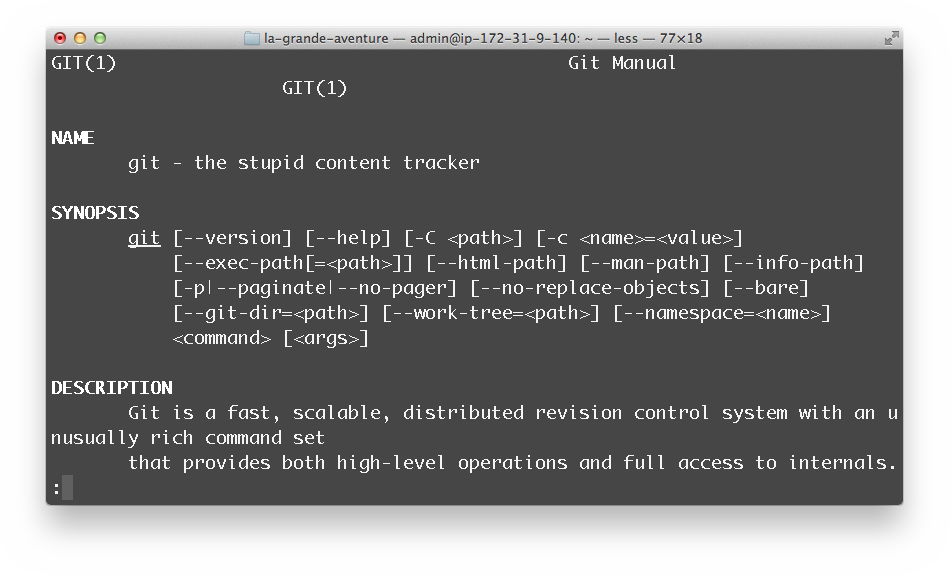 la-grande-aventure — admin@ip-172-31-9-140: ~ — less — 77×18
GIT(1) Git Manual
GIT(1)
NAME
git - the stupid content tracker
SYNOPSIS
git [--version] [--help] [-C <path>] [-c <name>=<value>]
[--exec-path[=<path>]] [--html-path] [--man-path] [--info-path]
[-p|--paginate|--no-pager] [--no-replace-objects] [--bare]
[--git-dir=<path>] [--work-tree=<path>] [--namespace=<name>]
<command> [<args>]
DESCRIPTION
Git is a fast, scalable, distributed revision control system with an u
nusually rich command set
that provides both high-level operations and full access to internals.
: